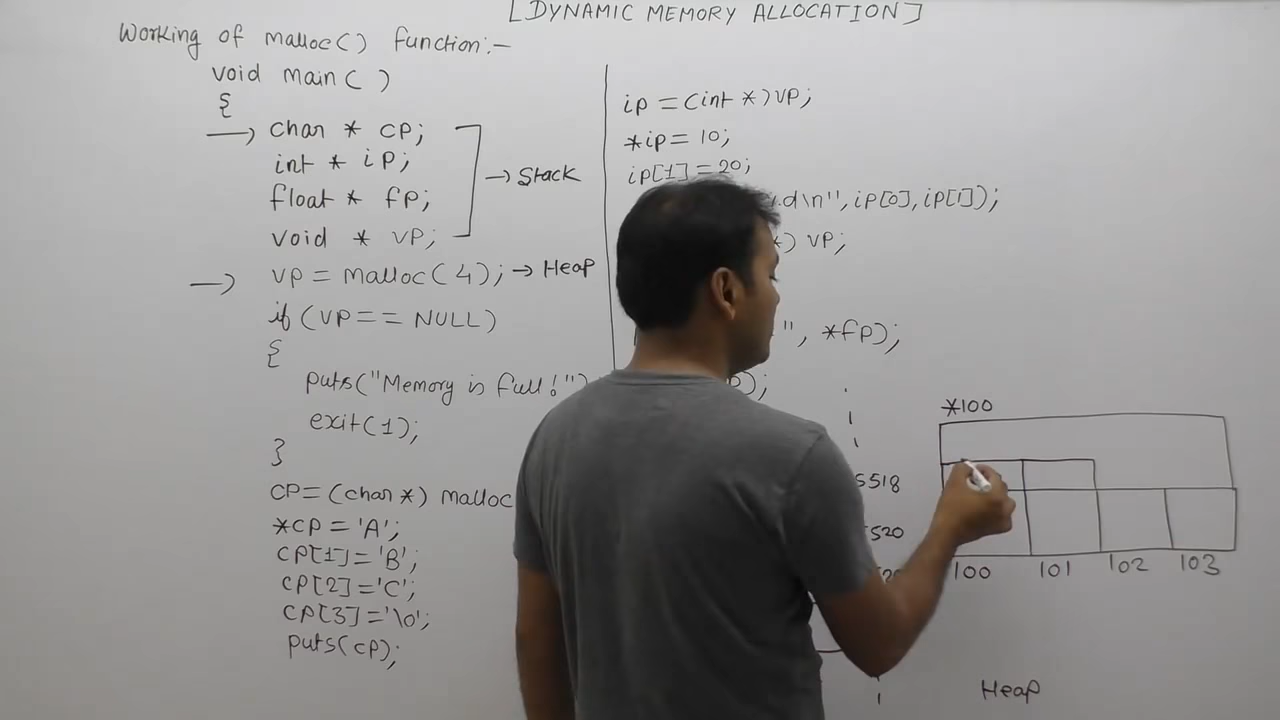 [DYNAMIC MEMORY ALLOCATION]
Working of malloc() function:-
void main( )
{
char * cp;
int * ip;
float * fp;
void * vp;
→ Stack
vp = malloc(4); → Heap
if (vp == NULL)
{
puts("Memory is full!")
exit(1);
}
cp=(char*) malloc
*cp = 'A';
cp[1]='B';
cp[2]='C';
cp[3]='\0';
puts(cp);
ip = (int *)vp;
*ip = 10;
ip[1] = 20;
d\n", ip[0], ip[1]);
*) vp;
", *fp);
);
5518
5520
*100
100 101 102 103
Heap